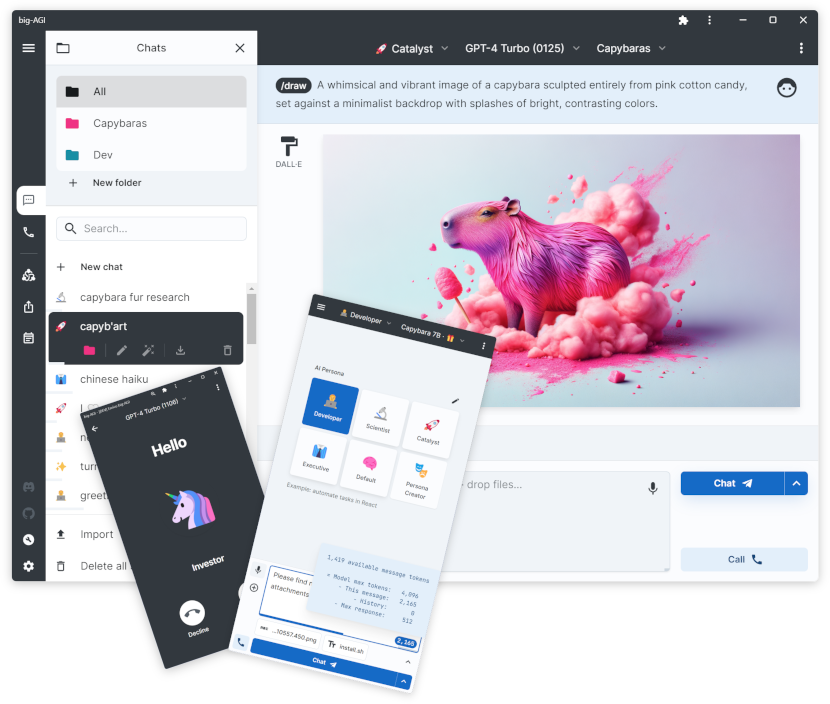 big-AGI
Chats
Catalyst
GPT-4 Turbo (0125)
Capybaras
All
Capybaras
Dev
New folder
Search...
New chat
capybara fur research
capyb'art
chinese haiku
Import
Delete all
/draw A whimsical and vibrant image of a capybara sculpted entirely from pink cotton candy,
set against a minimalist backdrop with splashes of bright, contrasting colors.
DALL·E
drop files...
Chat
Call
GPT-4 Turbo (1106)
Hello
Investor
Decline
Developer
Capybara 7B
AI Persona
Developer
Scientist
Catalyst
Executive
Default
Persona
Creator
Example: automate tasks in React
1,419 available message tokens
= Model max tokens: 4,096
- This message: 2,165
- History: 0
- Max response: 512
Please find
attachments
2,165
...10557.450.png
Tr install.sh
Chat